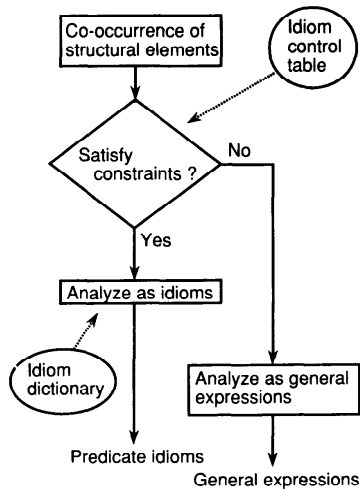 Co-occurrence of
structural elements
Idiom
control
table
Satisfy
constraints ?
No
Yes
Analyze as idioms
Idiom
dictionary
Analyze as general
expressions
Predicate idioms
General expressions